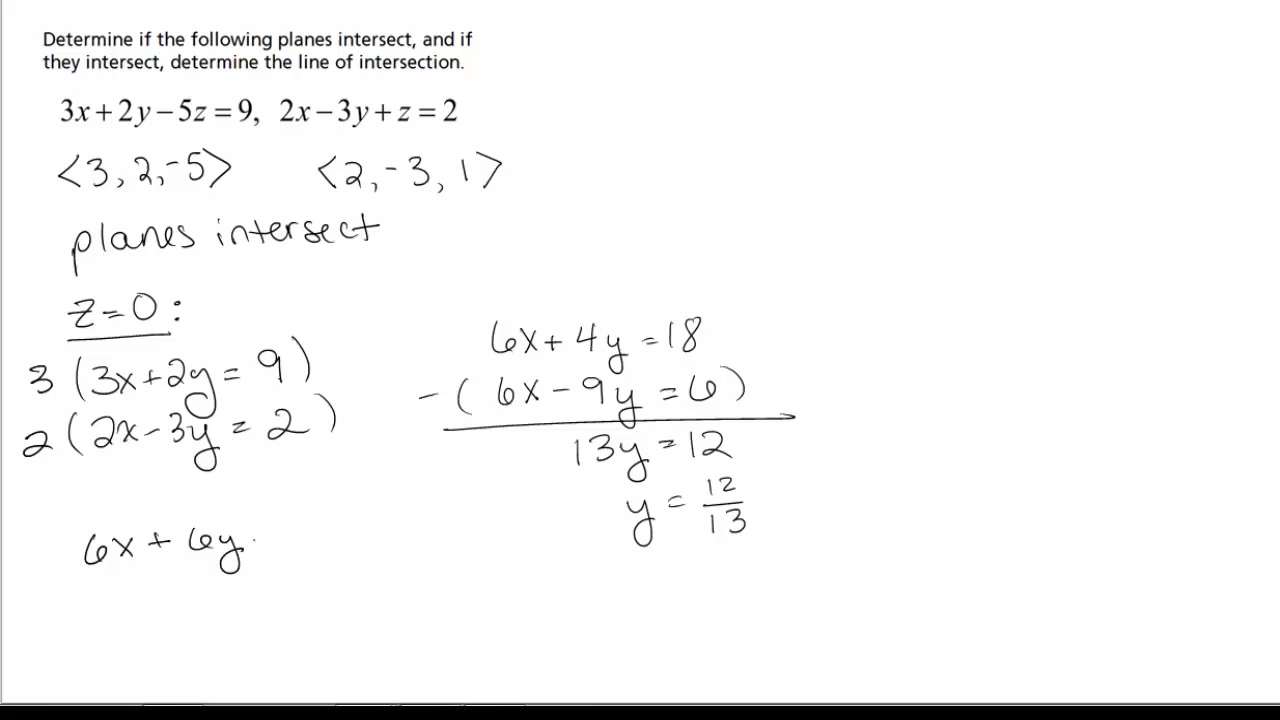 Determine if the following planes intersect, and if
they intersect, determine the line of intersection.
3x+2y−5z=9, 2x−3y+z=2
<3, 2, -5> <2, -3, 1>
planes intersect
z=0:
3 (3x+2y=9)
2 (2x-3y=2)
6x+6y
6x+4y=18
-(6x-9y=6)
13y=12
y=12/13